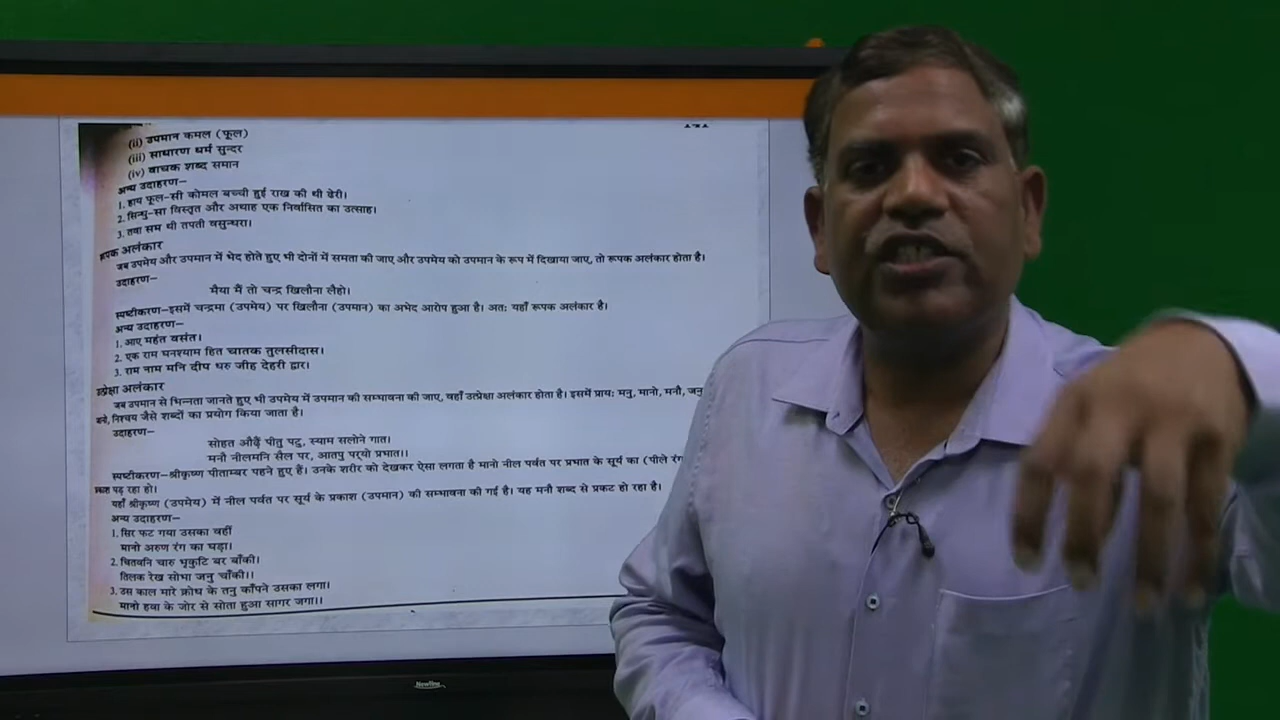 (ii) उपमान कमल (फूल)
(iii) साधारण धर्म सुन्दर
(iv) वाचक शब्द समान
अन्य उदाहरण–
1. हाय फूल-सी कोमल बच्ची हुई राख की थी ढेरी।
2. सिन्धु-सा विस्तृत और अथाह एक निर्वासित का उत्साह।
3. तवा सम थी तपती वसुन्धरा।
रूपक अलंकार
जब उपमेय और उपमान में भेद होते हुए भी दोनों में समता की जाए और उपमेय को उपमान के रूप में दिखाया जाए, तो रूपक अलंकार होता है।
उदाहरण–
मैया मैं तो चन्द्र खिलौना लैहो।
स्पष्टीकरण–इसमें चन्द्रमा (उपमेय) पर खिलौना (उपमान) का अभेद आरोप हुआ है। अतः यहाँ रूपक अलंकार है।
अन्य उदाहरण–
1. आए महंत वसंत।
2. एक राम घनश्याम हित चातक तुलसीदास।
3. राम नाम मनि दीप धरु जीह देहरी द्वार।
उत्प्रेक्षा अलंकार
जब उपमान से भिन्नता जानते हुए भी उपमेय में उपमान की सम्भावना की जाए, वहाँ उत्प्रेक्षा अलंकार होता है। इसमें प्रायः मनु, मानो, मनौ, जनु
निश्चय जैसे शब्दों का प्रयोग किया जाता है।
उदाहरण–
सोहत ओढ़ैं पीतु पटु, स्याम सलोने गात।
मनौ नीलमनि सैल पर, आतपु पर्‌यो प्रभात।।
स्पष्टीकरण–श्रीकृष्ण पीताम्बर पहने हुए हैं। उनके शरीर को देखकर ऐसा लगता है मानो नील पर्वत पर प्रभात के सूर्य का (पीले रंग
पड़ रहा हो।
यहाँ श्रीकृष्ण (उपमेय) में नील पर्वत पर सूर्य के प्रकाश (उपमान) की सम्भावना की गई है। यह मनौ शब्द से प्रकट हो रहा है।
अन्य उदाहरण–
1. सिर फट गया उसका वहीं
मानो अरुण रंग का घड़ा।
2. चितवनि चारु भृकुटि बर बाँकी।
तिलक रेख सोभा जनु चाँकी।।
3. उस काल मारे क्रोध के तनु काँपने उसका लगा।
मानो हवा के जोर से सोता हुआ सागर जगा।।
Newline